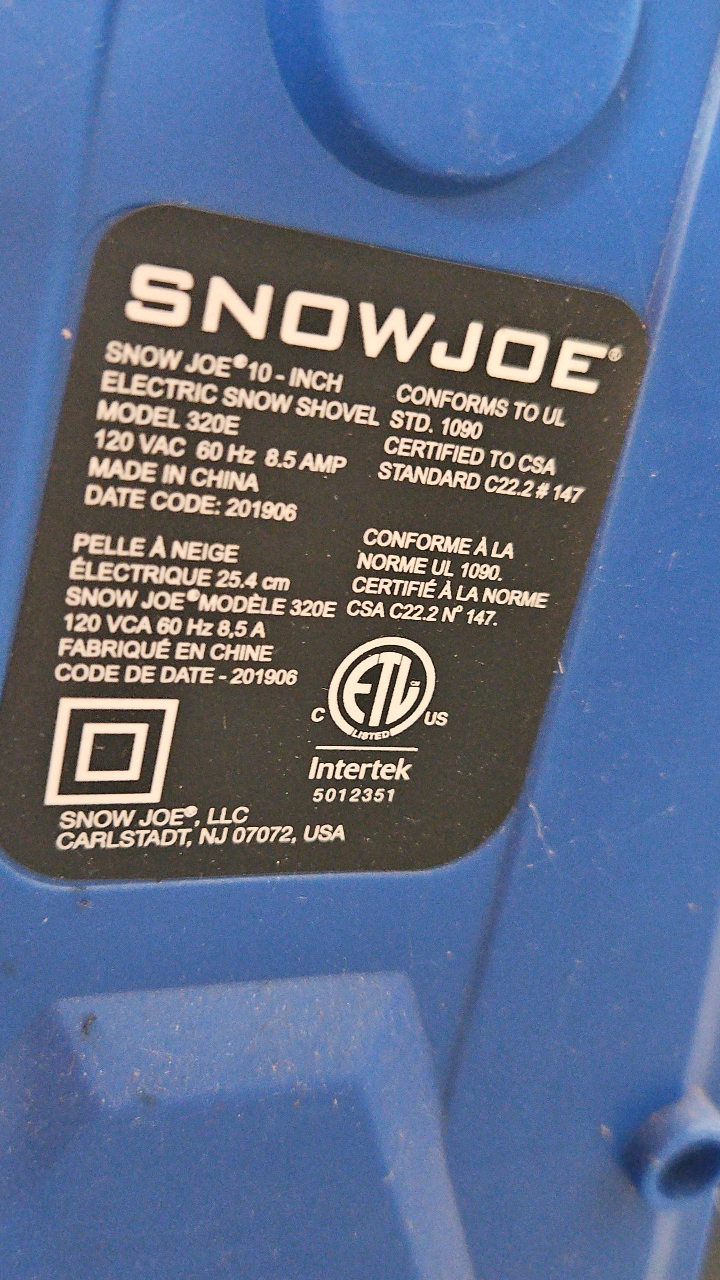 SNOWJOE®
SNOW JOE® 10 - INCH
ELECTRIC SNOW SHOVEL
MODEL 320E
120 VAC 60 Hz 8.5 AMP
MADE IN CHINA
DATE CODE: 201906
CONFORMS TO UL
STD. 1090
CERTIFIED TO CSA
STANDARD C22.2 # 147
PELLE À NEIGE
ÉLECTRIQUE 25.4 cm
SNOW JOE® MODÈLE 320E
120 VCA 60 Hz 8,5 A
FABRIQUÉ EN CHINE
CODE DE DATE - 201906
CONFORME À LA
NORME UL 1090.
CERTIFIÉ À LA NORME
CSA C22.2 N° 147.
ETL
CM
LISTED
C US
Intertek
5012351
SNOW JOE®, LLC
CARLSTADT, NJ 07072, USA